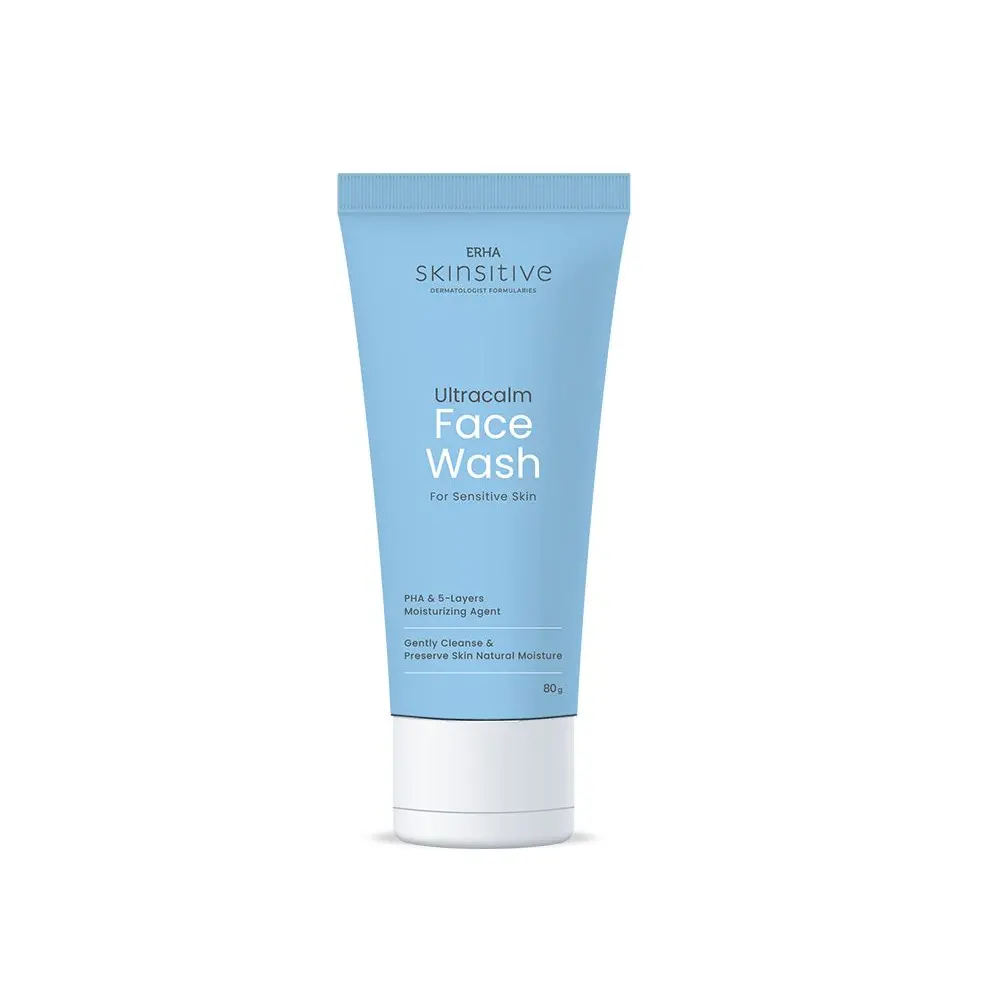 ERHA
SKINSITIVE
DERMATOLOGIST FORMULARIES
Ultracalm
Face
Wash
For Sensitive Skin
PHA & 5-Layers
Moisturizing Agent
Gently Cleanse &
Preserve Skin Natural Moisture
80g